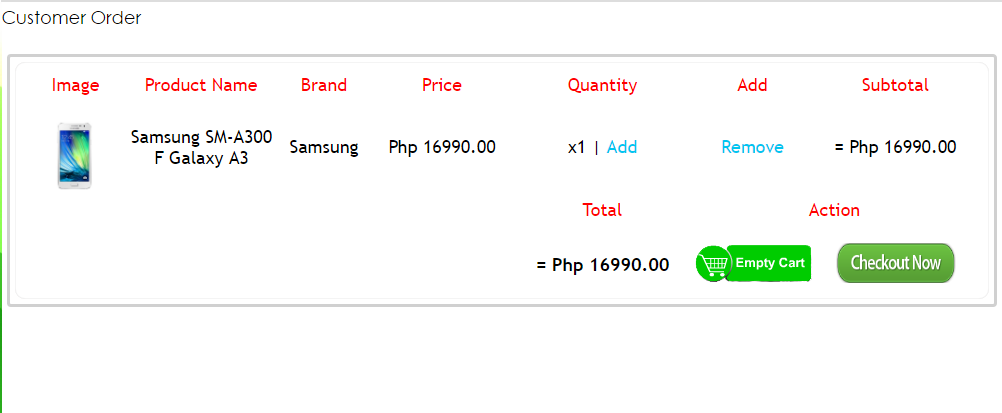 Customer Order
Image Product Name Brand Price Quantity Add Subtotal
Samsung SM-A300
F Galaxy A3
Samsung Php 16990.00 x1 | Add Remove = Php 16990.00
Total Action
= Php 16990.00 Empty Cart Checkout Now